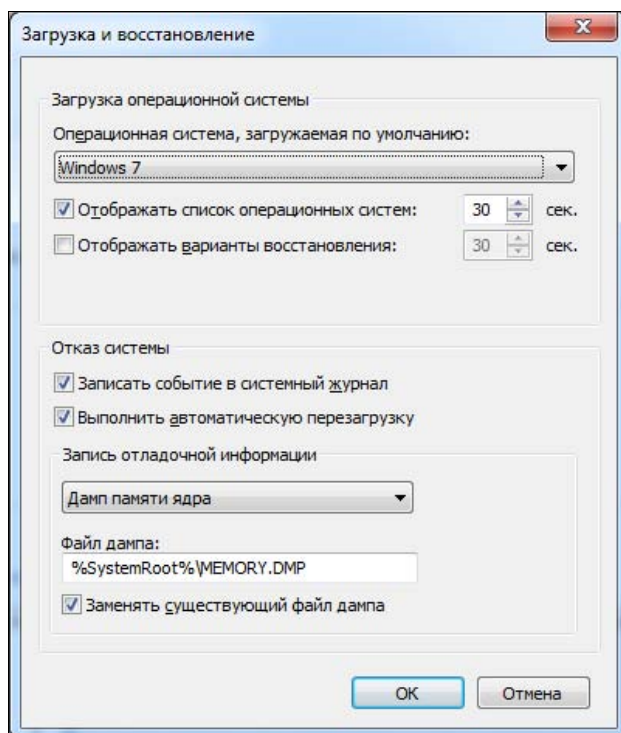 Загрузка и восстановление
Загрузка операционной системы
Операционная система, загружаемая по умолчанию:
Windows 7
Отображать список операционных систем: 30 сек.
Отображать варианты восстановления: 30 сек.
Отказ системы
Записать событие в системный журнал
Выполнить автоматическую перезагрузку
Запись отладочной информации
Дамп памяти ядра
Файл дампа:
%SystemRoot%\MEMORY.DMP
Заменять существующий файл дампа
ОК Отмена